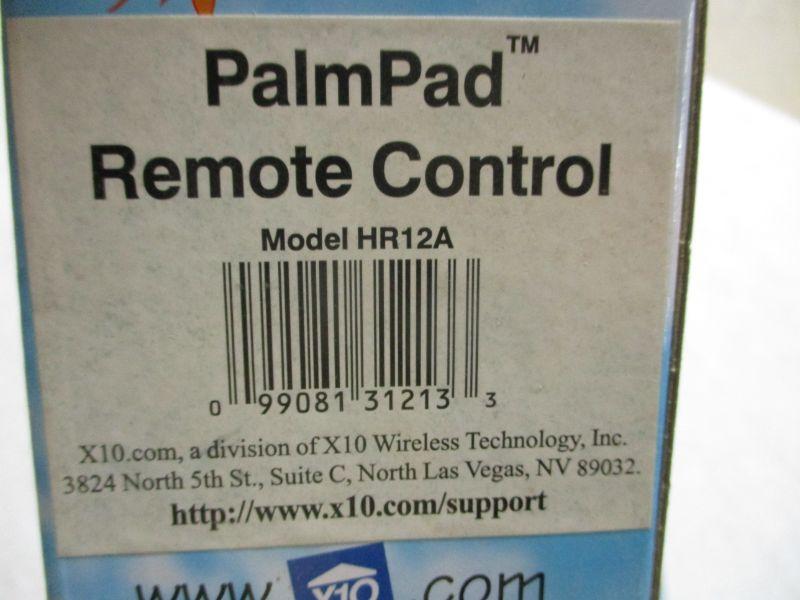 PalmPad™
Remote Control
Model HR12A
0 99081 31213 3
X10.com, a division of X10 Wireless Technology, Inc.
3824 North 5th St., Suite C, North Las Vegas, NV 89032.
http://www.x10.com/support
www.X10.com